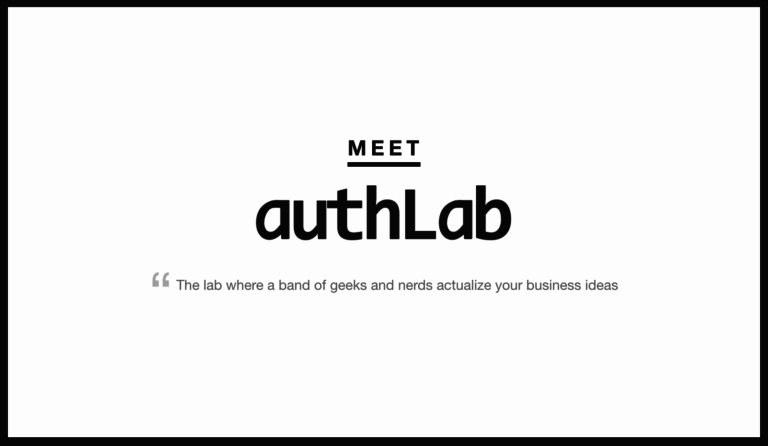 MEET
authLab
“ The lab where a band of geeks and nerds actualize your business ideas